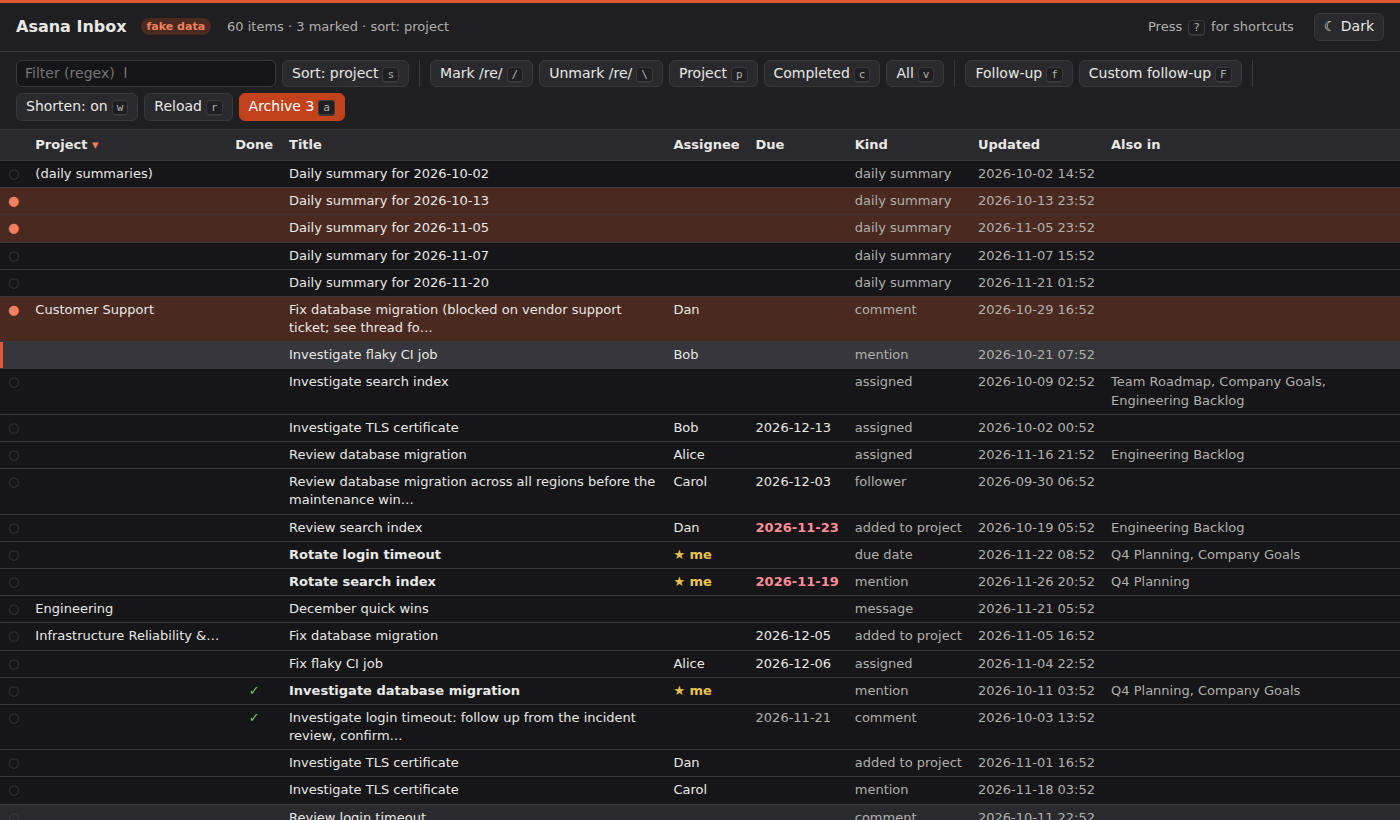 Asana Inbox fake data 60 items · 3 marked · sort: project Press ? for shortcuts ☾ Dark
Filter (regex) l Sort: project s Mark /re/ / Unmark /re/ \ Project p Completed c All v Follow-up f Custom follow-up F
Shorten: on w Reload r Archive 3 a
Project ▾ Done Title Assignee Due Kind Updated Also in
(daily summaries) Daily summary for 2026-10-02 daily summary 2026-10-02 14:52
Daily summary for 2026-10-13 daily summary 2026-10-13 23:52
Daily summary for 2026-11-05 daily summary 2026-11-05 23:52
Daily summary for 2026-11-07 daily summary 2026-11-07 15:52
Daily summary for 2026-11-20 daily summary 2026-11-21 01:52
Customer Support Fix database migration (blocked on vendor support Dan comment 2026-10-29 16:52
ticket; see thread fo…
Investigate flaky CI job Bob mention 2026-10-21 07:52
Investigate search index assigned 2026-10-09 02:52 Team Roadmap, Company Goals,
Engineering Backlog
Investigate TLS certificate Bob 2026-12-13 assigned 2026-10-02 00:52
Review database migration Alice assigned 2026-11-16 21:52 Engineering Backlog
Review database migration across all regions before the Carol 2026-12-03 follower 2026-09-30 06:52
maintenance win…
Review search index Dan 2026-11-23 added to project 2026-10-19 05:52 Engineering Backlog
Rotate login timeout ★ me due date 2026-11-22 08:52 Q4 Planning, Company Goals
Rotate search index ★ me 2026-11-19 mention 2026-11-26 20:52 Q4 Planning
Engineering December quick wins message 2026-11-21 05:52
Infrastructure Reliability &… Fix database migration 2026-12-05 added to project 2026-11-05 16:52
Fix flaky CI job Alice 2026-12-06 assigned 2026-11-04 22:52
✓ Investigate database migration ★ me mention 2026-10-11 03:52 Q4 Planning, Company Goals
✓ Investigate login timeout: follow up from the incident 2026-11-21 comment 2026-10-03 13:52
review, confirm…
Investigate TLS certificate Dan added to project 2026-11-01 16:52
Investigate TLS certificate Carol mention 2026-11-18 03:52
Review login timeout comment 2026-10-11 22:52